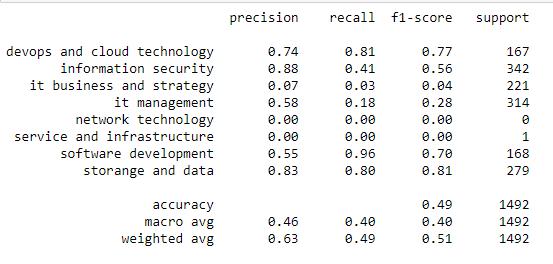 precision recall f1-score support
devops and cloud technology 0.74 0.81 0.77 167
information security 0.88 0.41 0.56 342
it business and strategy 0.07 0.03 0.04 221
it management 0.58 0.18 0.28 314
network technology 0.00 0.00 0.00 0
service and infrastructure 0.00 0.00 0.00 1
software development 0.55 0.96 0.70 168
storange and data 0.83 0.80 0.81 279
accuracy 0.49 1492
macro avg 0.46 0.40 0.40 1492
weighted avg 0.63 0.49 0.51 1492